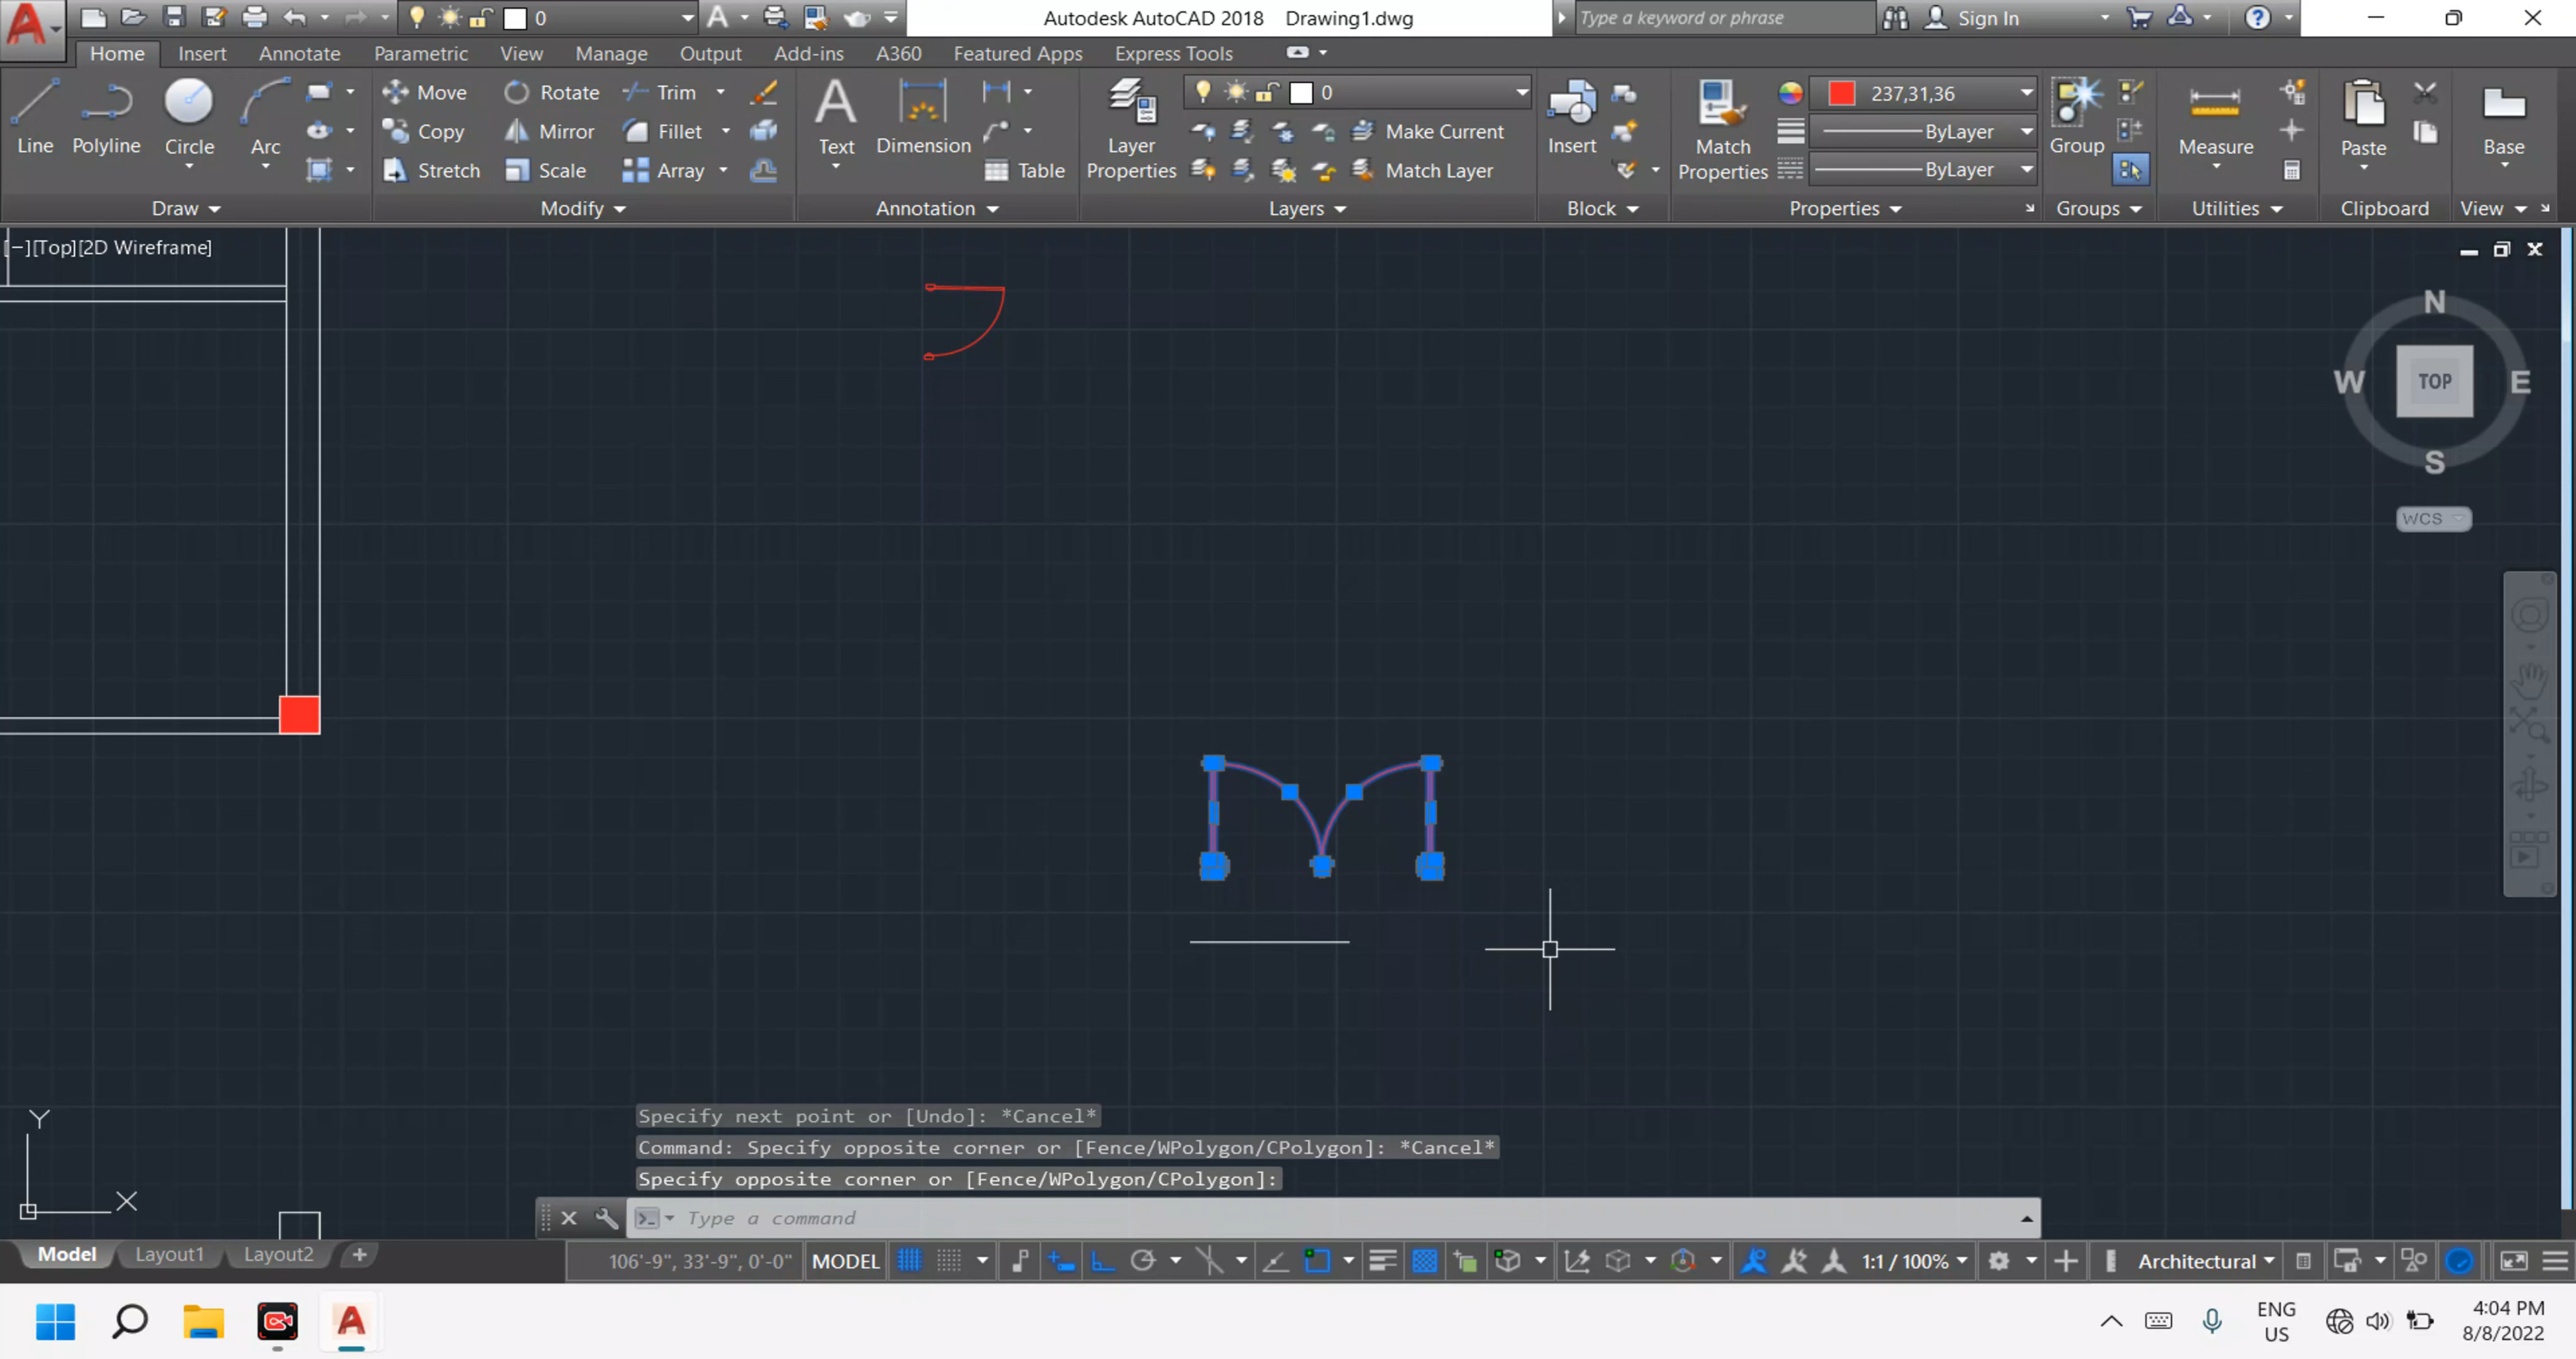 0
A
Autodesk AutoCAD 2018 Drawing1.dwg
Type a keyword or phrase
Sign In
Home Insert Annotate Parametric View Manage Output Add-ins A360 Featured Apps Express Tools
Line Polyline Circle Arc
Move Rotate Trim
Copy Mirror Fillet
Stretch Scale Array
Text Dimension Table
Layer Properties
0
Make Current
Match Layer
Insert
Match Properties
237,31,36
ByLayer
ByLayer
Group
Measure
Paste
Base
Draw Modify Annotation Layers Block Properties Groups Utilities Clipboard View
[−][Top][2D Wireframe]
N
W TOP E
S
WCS
Y
X
Specify next point or [Undo]: *Cancel*
Command: Specify opposite corner or [Fence/WPolygon/CPolygon]: *Cancel*
Specify opposite corner or [Fence/WPolygon/CPolygon]:
Type a command
Model Layout1 Layout2 +
106'-9", 33'-9", 0'-0" MODEL 1:1 / 100% Architectural
ENG
US
4:04 PM
8/8/2022